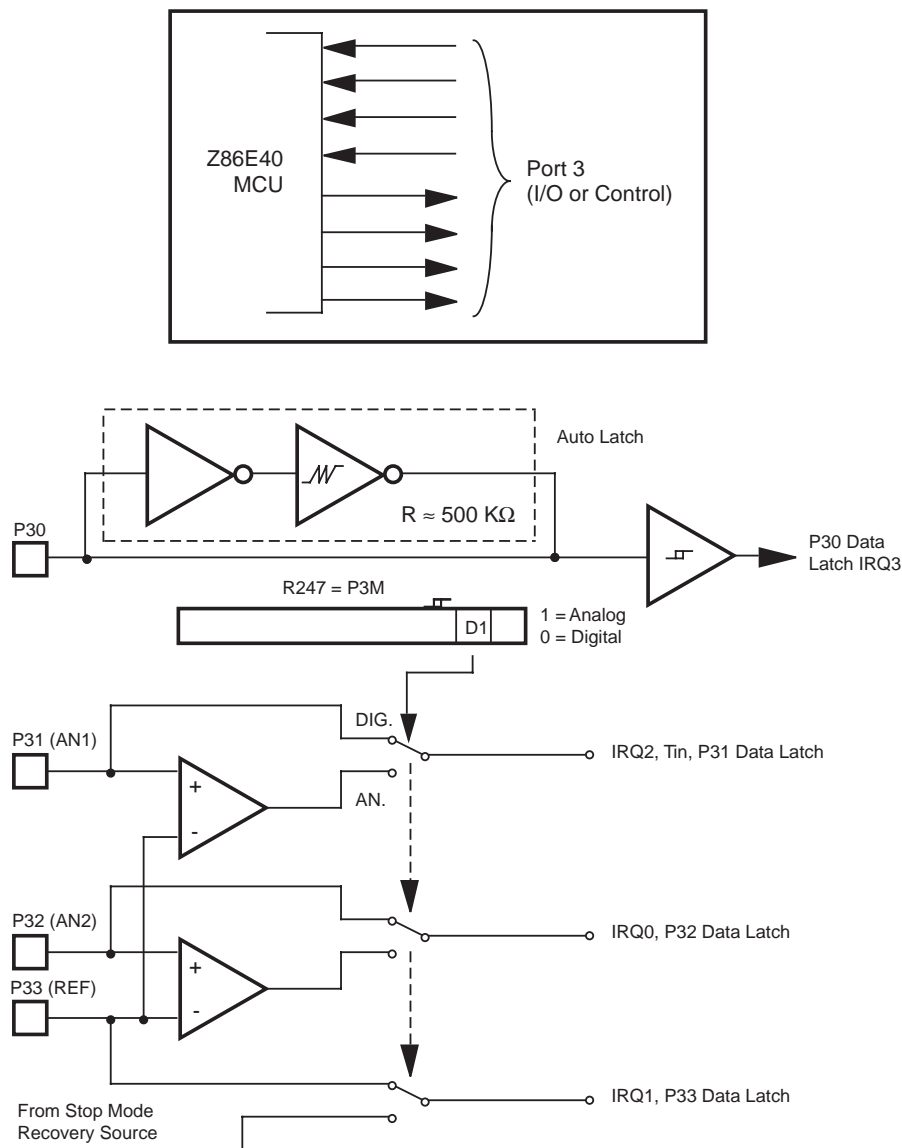 Z86E40
MCU
Port 3
(I/O or Control)
Auto Latch
R ≈ 500 KΩ
P30
P30 Data
Latch IRQ3
R247 = P3M
D1
1 = Analog
0 = Digital
DIG.
P31 (AN1)
IRQ2, Tin, P31 Data Latch
+
AN.
-
P32 (AN2)
IRQ0, P32 Data Latch
+
P33 (REF)
-
IRQ1, P33 Data Latch
From Stop Mode
Recovery Source